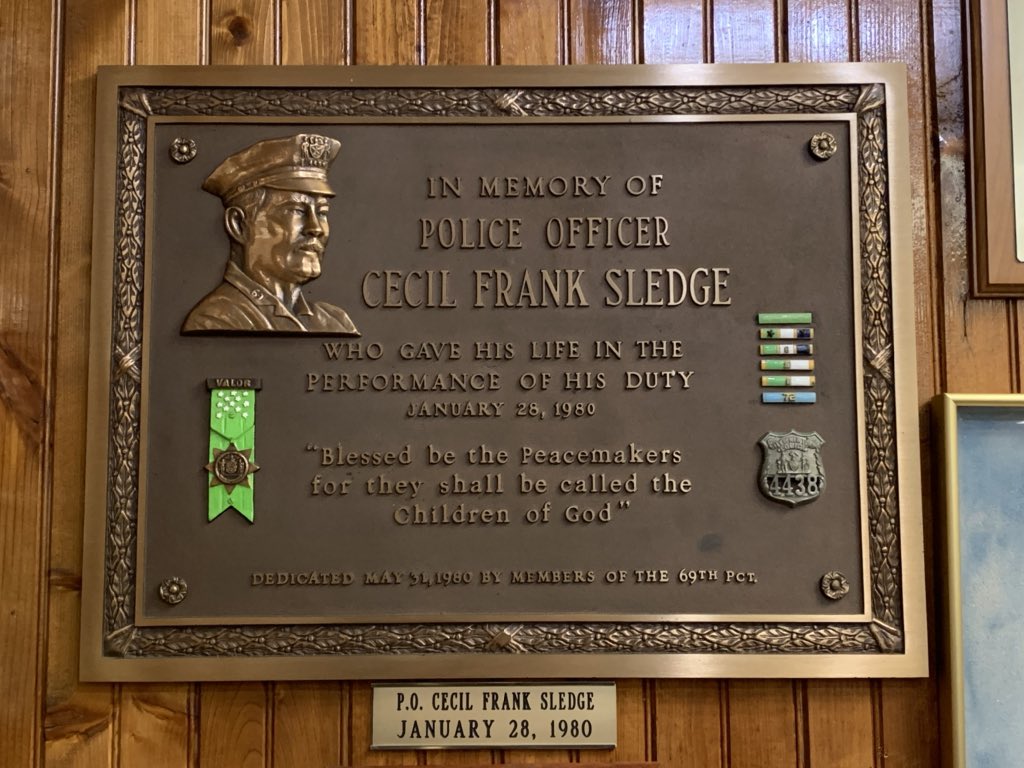 IN MEMORY OF
POLICE OFFICER
CECIL FRANK SLEDGE
WHO GAVE HIS LIFE IN THE
PERFORMANCE OF HIS DUTY
JANUARY 28, 1980
VALOR
72
"Blessed be the Peacemakers
for they shall be called the
Children of God"
4438
DEDICATED MAY 31, 1980 BY MEMBERS OF THE 69TH PCT.
P.O. CECIL FRANK SLEDGE
JANUARY 28, 1980